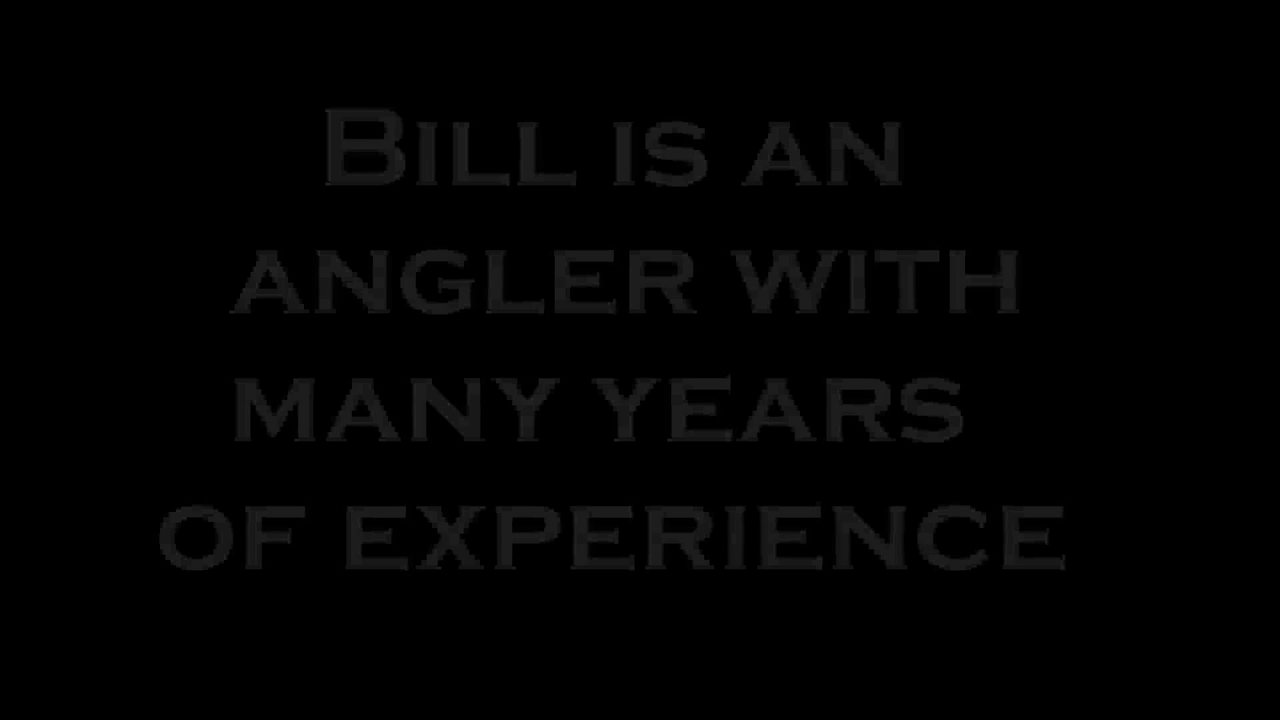 Bill is an
angler with
many years
of experience